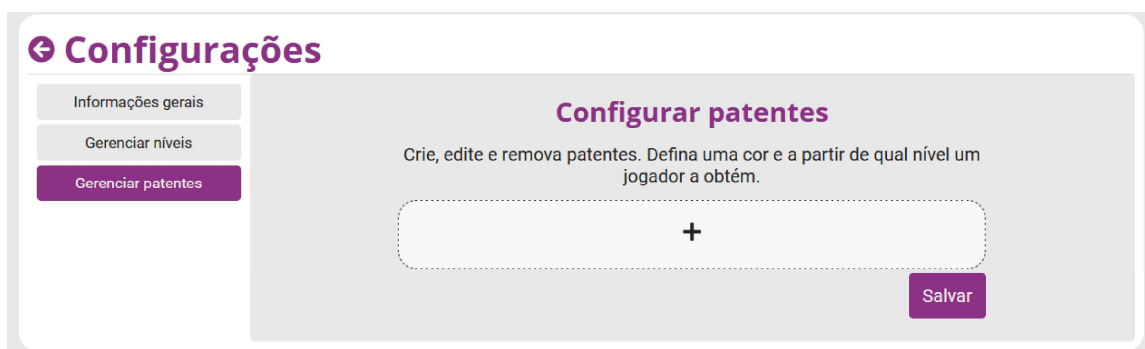 Configurações
Informações gerais
Gerenciar níveis
Gerenciar patentes
Configurar patentes
Crie, edite e remova patentes. Defina uma cor e a partir de qual nível um
jogador a obtém.
+
Salvar